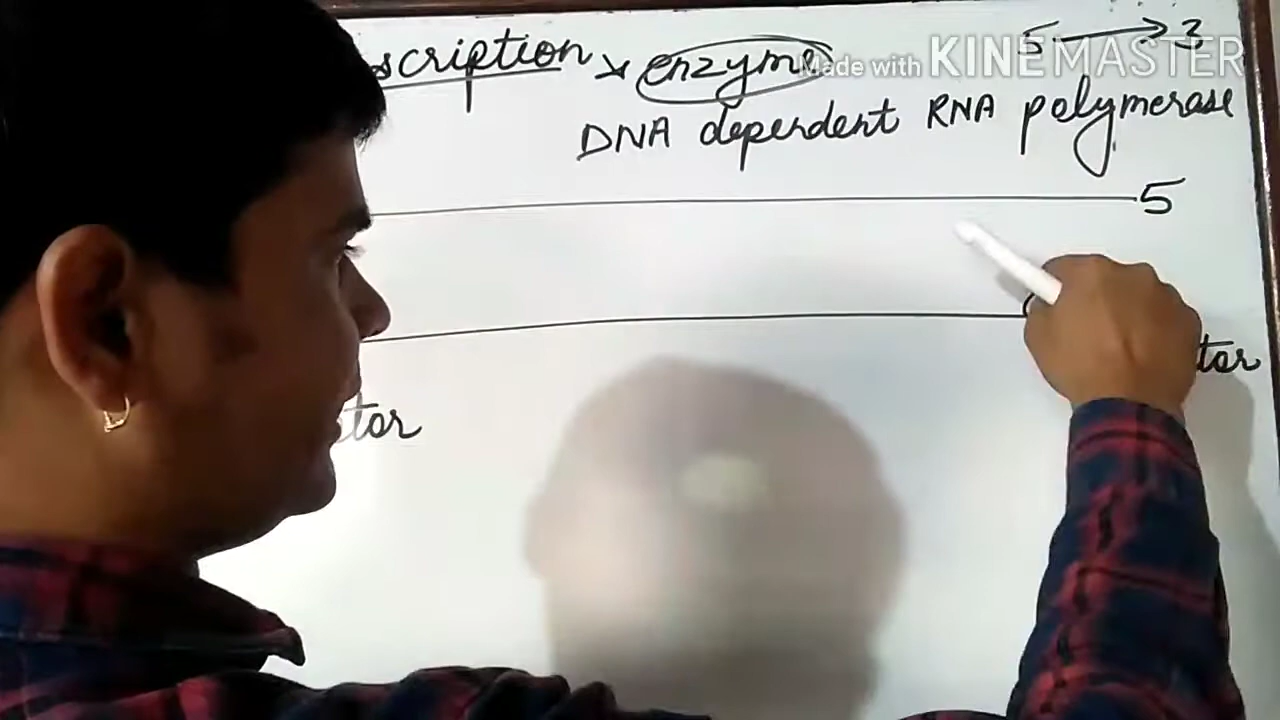 scription enzyme 5 → 3
Made with KINEMASTER
DNA dependent RNA polymerase
5
tor
tor